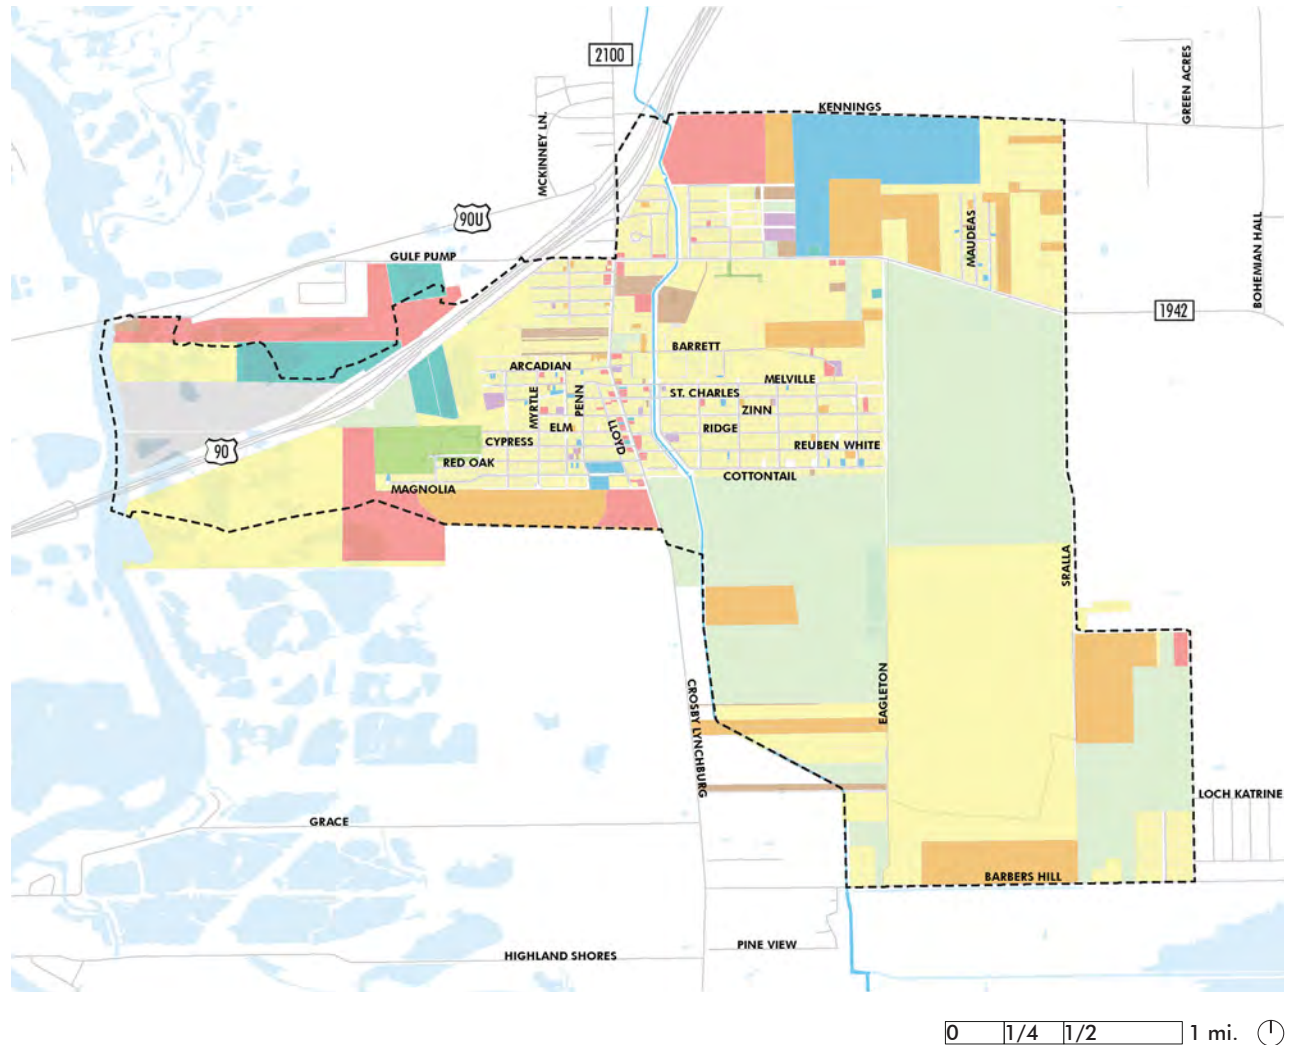 2100
KENNINGS
GREEN ACRES
MCKINNEY LN.
90U
GULF PUMP
MAUDEAS
BOHEMIAN HALL
1942
BARRETT
ARCADIAN
MELVILLE
ST. CHARLES
MYRTLE
PENN
ZINN
ELM
LLOYD
RIDGE
CYPRESS
REUBEN WHITE
90
RED OAK
COTTONTAIL
MAGNOLIA
SRALLA
EAGLETON
CROSBY LYNCHBURG
LOCH KATRINE
GRACE
BARBERS HILL
PINE VIEW
HIGHLAND SHORES
0 1/4 1/2 1 mi.